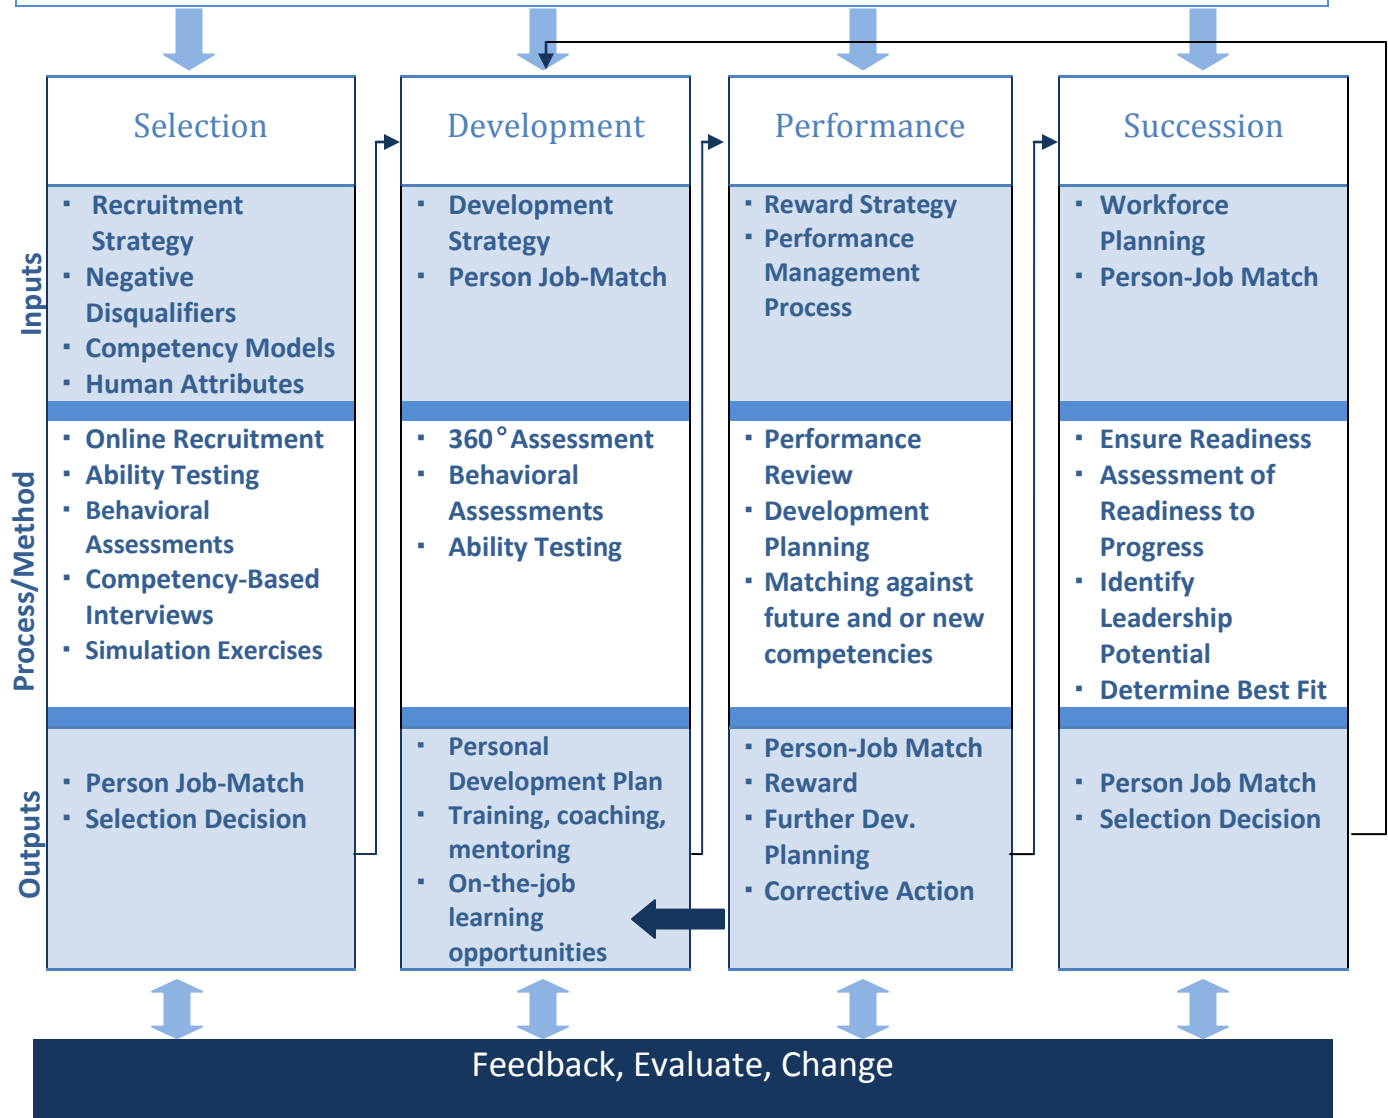 Selection
Development
Performance
Succession
Inputs
▪ Recruitment
Strategy
▪ Negative
Disqualifiers
▪ Competency Models
▪ Human Attributes
▪ Development
Strategy
▪ Person Job-Match
▪ Reward Strategy
▪ Performance
Management
Process
▪ Workforce
Planning
▪ Person-Job Match
Process/Method
▪ Online Recruitment
▪ Ability Testing
▪ Behavioral
Assessments
▪ Competency-Based
Interviews
▪ Simulation Exercises
▪ 360° Assessment
▪ Behavioral
Assessments
▪ Ability Testing
▪ Performance
Review
▪ Development
Planning
▪ Matching against
future and or new
competencies
▪ Ensure Readiness
▪ Assessment of
Readiness to
Progress
▪ Identify
Leadership
Potential
▪ Determine Best Fit
Outputs
▪ Person Job-Match
▪ Selection Decision
▪ Personal
Development Plan
▪ Training, coaching,
mentoring
▪ On-the-job
learning
opportunities
▪ Person-Job Match
▪ Reward
▪ Further Dev.
Planning
▪ Corrective Action
▪ Person Job Match
▪ Selection Decision
Feedback, Evaluate, Change